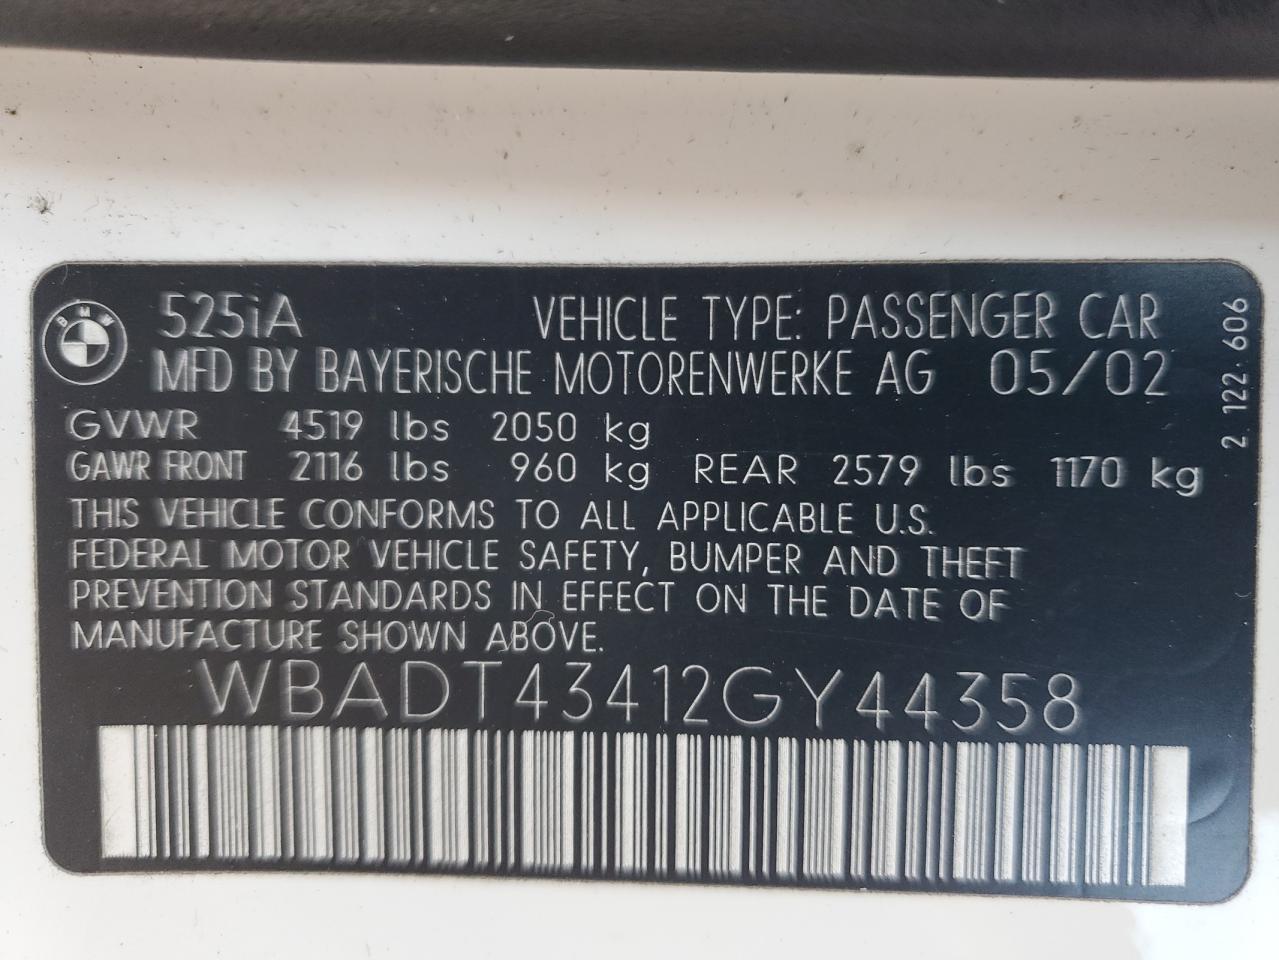 BMW
525iA VEHICLE TYPE: PASSENGER CAR
MFD BY BAYERISCHE MOTORENWERKE AG 05/02
GVWR 4519 lbs 2050 kg
GAWR FRONT 2116 lbs 960 kg REAR 2579 lbs 1170 kg
THIS VEHICLE CONFORMS TO ALL APPLICABLE U.S.
FEDERAL MOTOR VEHICLE SAFETY, BUMPER AND THEFT
PREVENTION STANDARDS IN EFFECT ON THE DATE OF
MANUFACTURE SHOWN ABOVE.
WBADT43412GY44358
2 122 606